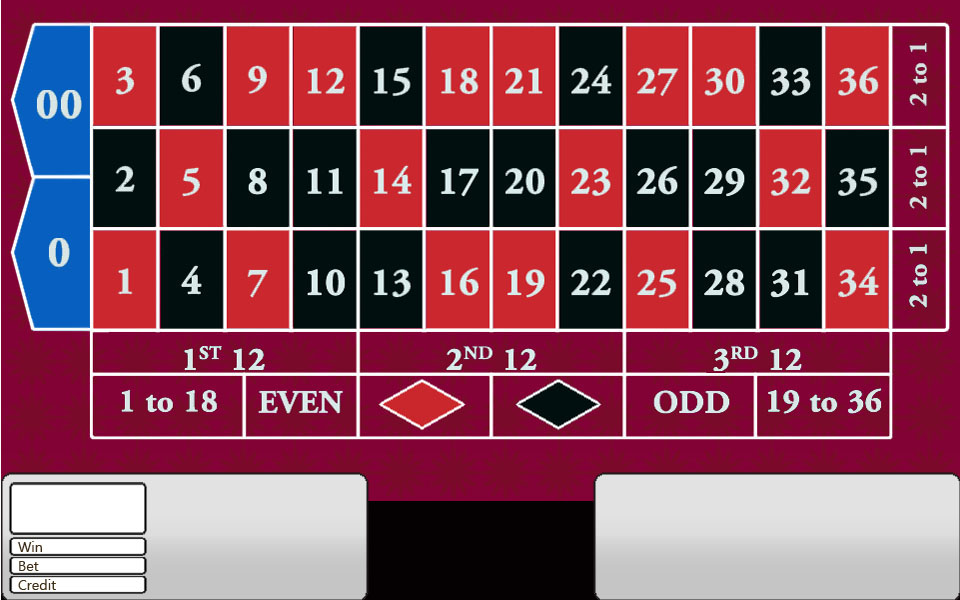 3 6 9 12 15 18 21 24 27 30 33 36 2 to 1
00
2 5 8 11 14 17 20 23 26 29 32 35 2 to 1
0
1 4 7 10 13 16 19 22 25 28 31 34 2 to 1
1ST 12 2ND 12 3RD 12
1 to 18 EVEN ODD 19 to 36
Win
Bet
Credit